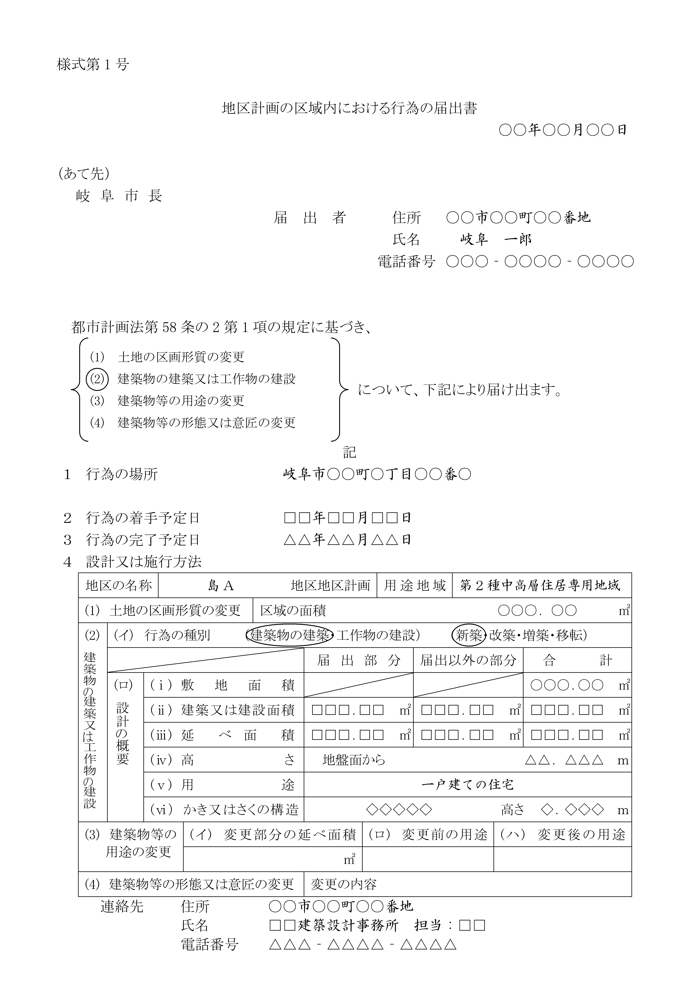 様式第1号
地区計画の区域内における行為の届出書
○○年○○月○○日
（あて先）
岐阜市長
届出者 住所 ○○市○○町○○番地
氏名 岐阜 一郎
電話番号 ○○○‐○○○○‐○○○○
都市計画法第58条の2第1項の規定に基づき、
(1) 土地の区画形質の変更
(2) 建築物の建築又は工作物の建設
(3) 建築物等の用途の変更
(4) 建築物等の形態又は意匠の変更
について、下記により届け出ます。
記
1 行為の場所 岐阜市○○町○丁目○○番○
2 行為の着手予定日 □□年□□月□□日
3 行為の完了予定日 △△年△△月△△日
4 設計又は施行方法
地区の名称 島A 地区地区計画 用途地域 第2種中高層住居専用地域
(1) 土地の区画形質の変更 区域の面積 ○○○．○○ ㎡
(2) 建築物の建築又は工作物の建設
(イ) 行為の種別 （建築物の建築・工作物の建設） （新築・改築・増築・移転）
届出部分 届出以外の部分 合計
(ロ) 設計の概要
(ⅰ) 敷地面積 ○○○.○○ ㎡
(ⅱ) 建築又は建設面積 □□□.□□ ㎡ □□□.□□ ㎡ □□□.□□ ㎡
(ⅲ) 延べ面積 □□□.□□ ㎡ □□□.□□ ㎡ □□□.□□ ㎡
(ⅳ) 高さ 地盤面から △△．△△△ m
(ⅴ) 用途 一戸建ての住宅
(ⅵ) かき又はさくの構造 ◇◇◇◇◇ 高さ ◇．◇◇◇ m
(3) 建築物等の用途の変更 (イ) 変更部分の延べ面積 (ロ) 変更前の用途 (ハ) 変更後の用途
㎡
(4) 建築物等の形態又は意匠の変更 変更の内容
連絡先 住所 ○○市○○町○○番地
氏名 □□建築設計事務所 担当：□□
電話番号 △△△‐△△△△‐△△△△